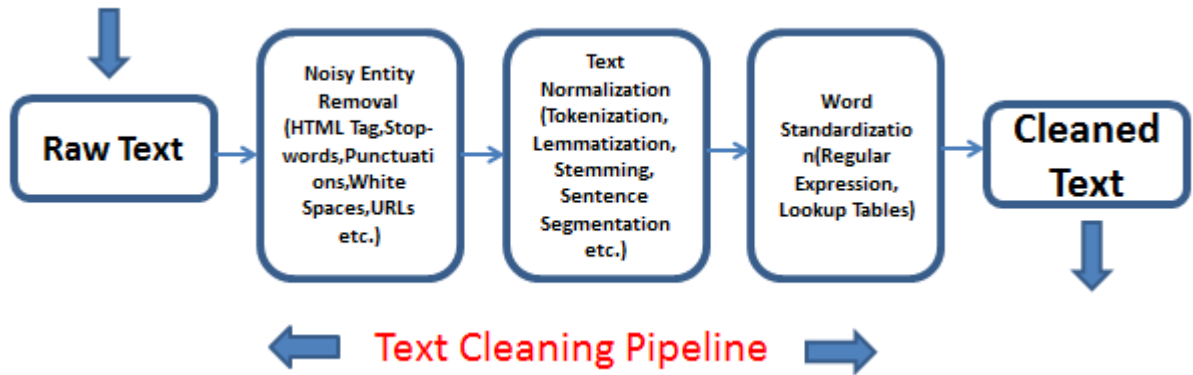 Raw Text
Noisy Entity
Removal
(HTML Tag,Stop-
words,Punctuati
ons,White
Spaces,URLs
etc.)
Text
Normalization
(Tokenization,
Lemmatization,
Stemming,
Sentence
Segmentation
etc.)
Word
Standardizatio
n(Regular
Expression,
Lookup Tables)
Cleaned
Text
Text Cleaning Pipeline